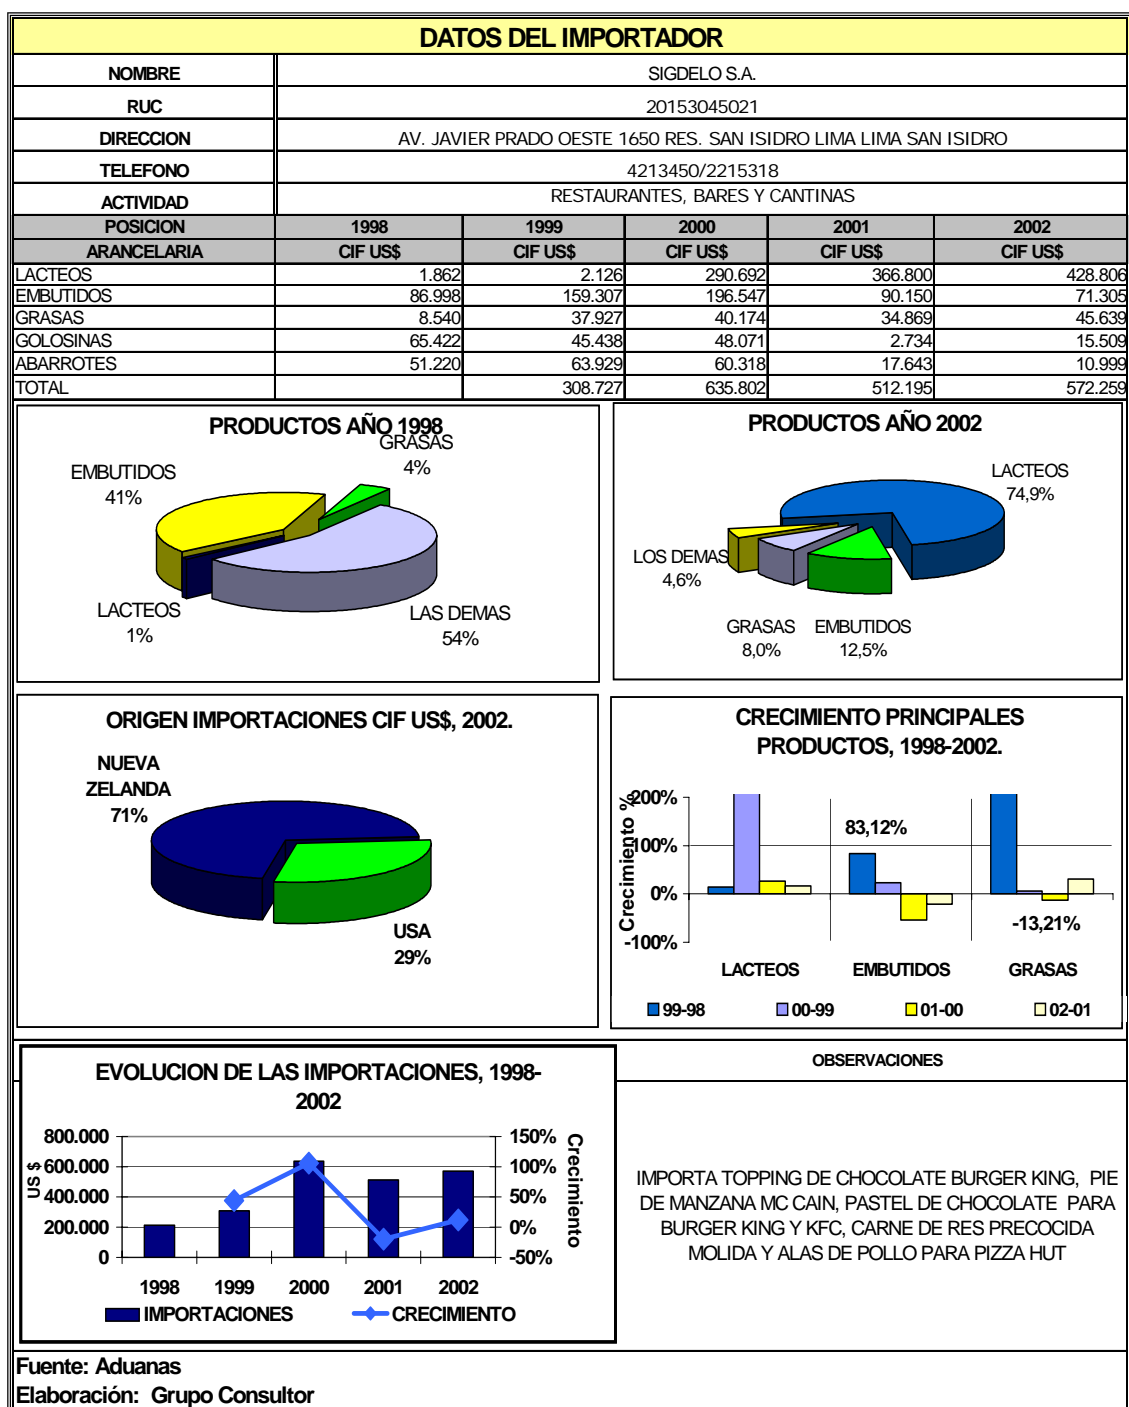 DATOS DEL IMPORTADOR
NOMBRE SIGDELO S.A.
RUC 20153045021
DIRECCION AV. JAVIER PRADO OESTE 1650 RES. SAN ISIDRO LIMA LIMA SAN ISIDRO
TELEFONO 4213450/2215318
ACTIVIDAD RESTAURANTES, BARES Y CANTINAS
POSICION 1998 1999 2000 2001 2002
ARANCELARIA CIF US$ CIF US$ CIF US$ CIF US$ CIF US$
LACTEOS 1.862 2.126 290.692 366.800 428.806
EMBUTIDOS 86.998 159.307 196.547 90.150 71.305
GRASAS 8.540 37.927 40.174 34.869 45.639
GOLOSINAS 65.422 45.438 48.071 2.734 15.509
ABARROTES 51.220 63.929 60.318 17.643 10.999
TOTAL 308.727 635.802 512.195 572.259
PRODUCTOS AÑO 1998
GRASAS
4%
EMBUTIDOS
41%
LACTEOS
1%
LAS DEMAS
54%
PRODUCTOS AÑO 2002
LACTEOS
74,9%
LOS DEMAS
4,6%
GRASAS
8,0%
EMBUTIDOS
12,5%
ORIGEN IMPORTACIONES CIF US$, 2002.
NUEVA
ZELANDA
71%
USA
29%
CRECIMIENTO PRINCIPALES
PRODUCTOS, 1998-2002.
Crecimiento %
200%
100%
0%
-100%
83,12%
-13,21%
LACTEOS EMBUTIDOS GRASAS
99-98 00-99 01-00 02-01
EVOLUCION DE LAS IMPORTACIONES, 1998-
2002
US $
800.000
600.000
400.000
200.000
0
150%
100%
50%
0%
-50%
Crecimiento
1998 1999 2000 2001 2002
IMPORTACIONES CRECIMIENTO
OBSERVACIONES
IMPORTA TOPPING DE CHOCOLATE BURGER KING, PIE
DE MANZANA MC CAIN, PASTEL DE CHOCOLATE PARA
BURGER KING Y KFC, CARNE DE RES PRECOCIDA
MOLIDA Y ALAS DE POLLO PARA PIZZA HUT
Fuente: Aduanas
Elaboración: Grupo Consultor